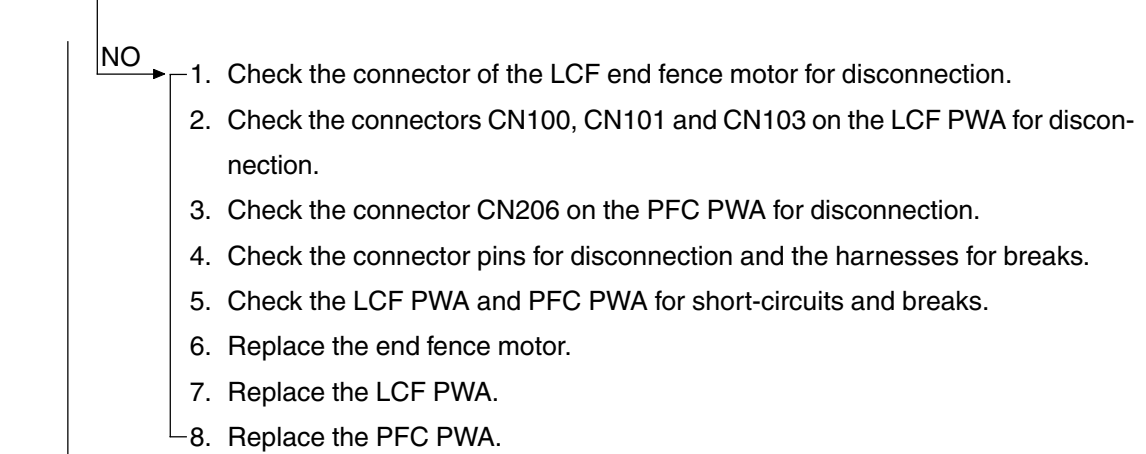 NO
1. Check the connector of the LCF end fence motor for disconnection.
2. Check the connectors CN100, CN101 and CN103 on the LCF PWA for discon-
nection.
3. Check the connector CN206 on the PFC PWA for disconnection.
4. Check the connector pins for disconnection and the harnesses for breaks.
5. Check the LCF PWA and PFC PWA for short-circuits and breaks.
6. Replace the end fence motor.
7. Replace the LCF PWA.
8. Replace the PFC PWA.